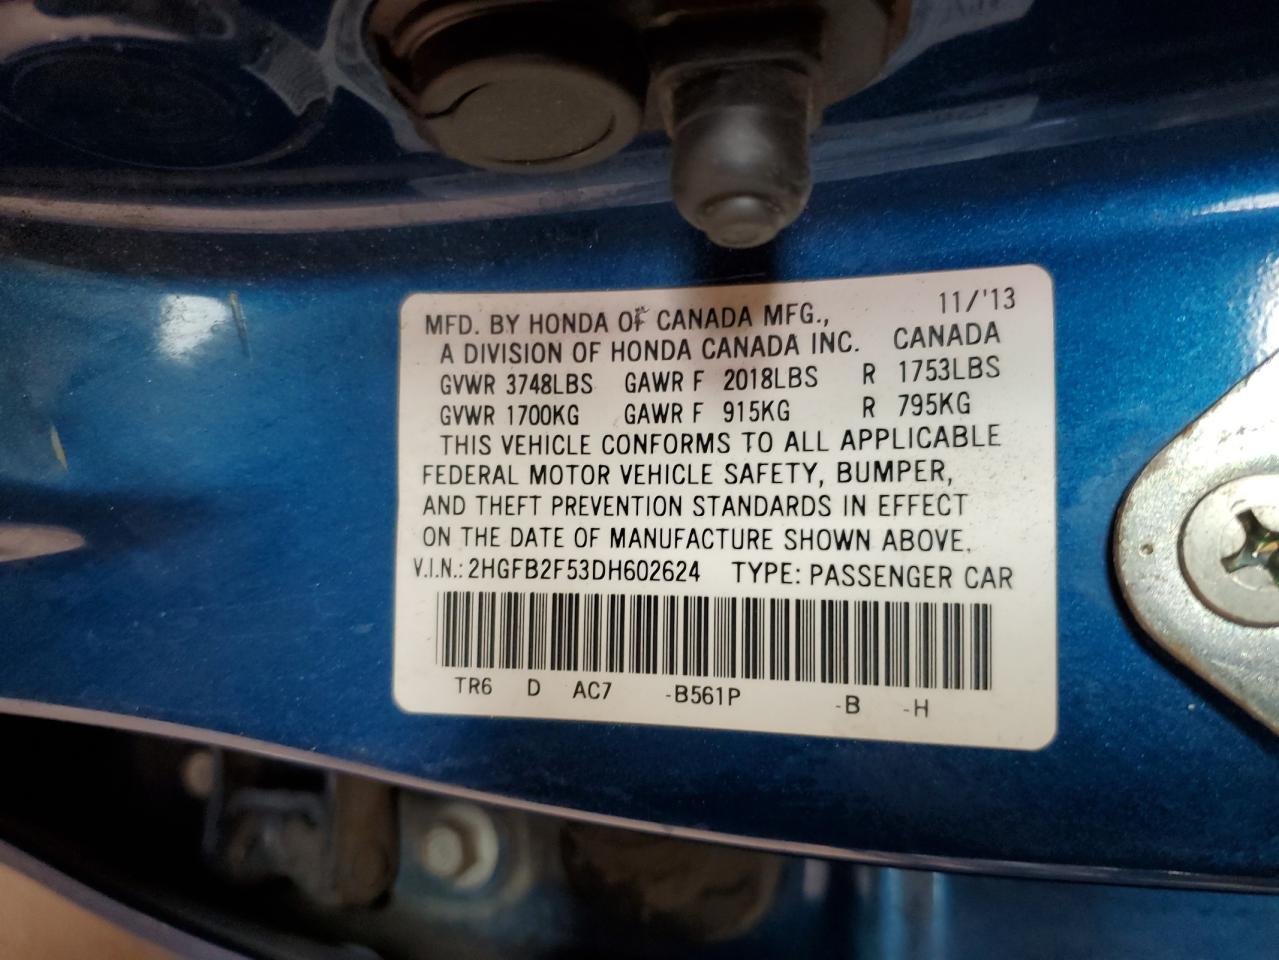 11/'13
MFD. BY HONDA OF CANADA MFG.,
A DIVISION OF HONDA CANADA INC. CANADA
GVWR 3748LBS GAWR F 2018LBS R 1753LBS
GVWR 1700KG GAWR F 915KG R 795KG
THIS VEHICLE CONFORMS TO ALL APPLICABLE
FEDERAL MOTOR VEHICLE SAFETY, BUMPER,
AND THEFT PREVENTION STANDARDS IN EFFECT
ON THE DATE OF MANUFACTURE SHOWN ABOVE.
V.I.N.: 2HGFB2F53DH602624 TYPE: PASSENGER CAR
TR6 D AC7 -B561P -B -H